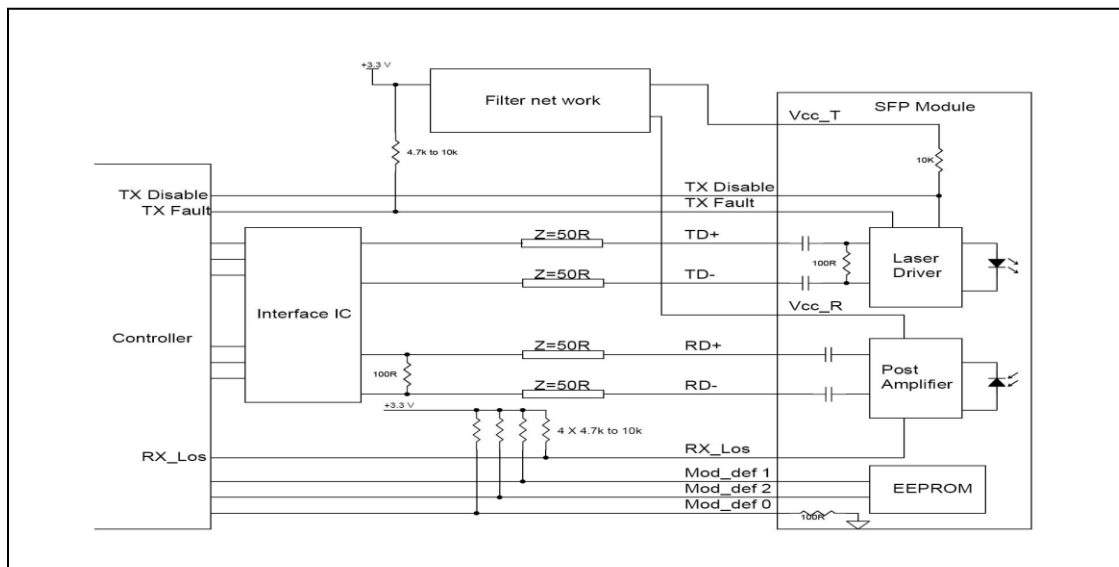 +3.3 V
Filter net work
SFP Module
Vcc_T
4.7k to 10k
10K
TX Disable
TX Disable
TX Fault
TX Fault
Z=50R
TD+
Laser
Driver
100R
Z=50R
TD-
Interface IC
Vcc_R
Controller
Z=50R
RD+
Post
Amplifier
100R
Z=50R
RD-
+3.3 V
4 X 4.7k to 10k
RX_Los
RX_Los
Mod_def 1
EEPROM
Mod_def 2
Mod_def 0
100R